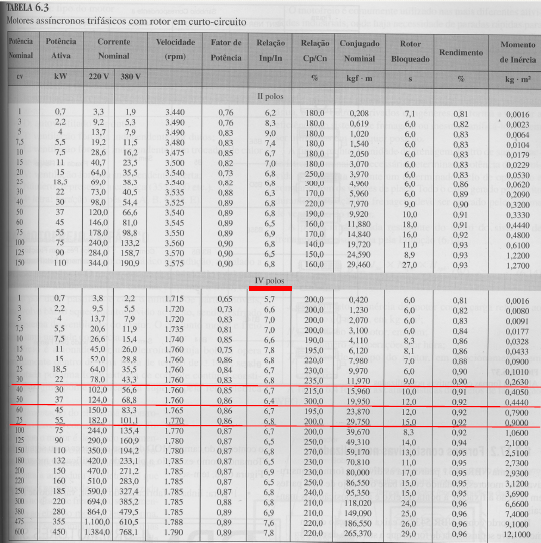 TABELA 6.3
Motores assíncronos trifásicos com rotor em curto-circuito
Potência Nominal Potência Ativa Corrente Nominal Velocidade (rpm) Fator de Potência Relação Inp/In Relação Cp/Cn Conjugado Nominal Rotor Bloqueado Rendimento Momento de Inércia
cv kW 220 V 380 V % kgf · m s % kg · m²
II polos
1 0,7 3,3 1,9 3.440 0,76 6,2 180,0 0,208 7,1 0,81 0,0016
3 2,2 9,2 5,3 3.490 0,76 8,3 180,0 0,619 6,0 0,82 0,0023
5 4 13,7 7,9 3.490 0,83 9,0 180,0 1,020 6,0 0,83 0,0064
7,5 5,5 19,2 11,5 3.480 0,83 7,4 180,0 1,540 6,0 0,83 0,0104
10 7,5 28,6 16,2 3.475 0,85 6,7 180,0 2,050 6,0 0,83 0,0179
15 11 40,7 23,5 3.500 0,82 7,0 180,0 3,070 6,0 0,83 0,0229
20 15 64,0 35,5 3.540 0,73 6,8 250,0 3,970 6,0 0,83 0,0530
25 18,5 69,0 38,3 3.540 0,82 6,8 300,0 4,960 6,0 0,86 0,0620
30 22 73,0 40,5 3.535 0,88 6,3 170,0 5,960 6,0 0,89 0,2090
40 30 98,0 54,4 3.525 0,89 6,8 220,0 7,970 9,0 0,90 0,3200
50 37 120,0 66,6 3.540 0,89 6,8 190,0 9,920 10,0 0,91 0,3330
60 45 146,0 81,0 3.545 0,89 6,5 160,0 11,880 18,0 0,91 0,4440
75 55 178,0 98,8 3.550 0,89 6,9 170,0 14,840 16,0 0,92 0,4800
100 75 240,0 133,2 3.560 0,90 6,8 140,0 19,720 11,0 0,93 0,6100
125 90 284,0 158,7 3.570 0,90 6,5 150,0 24,590 8,9 0,93 1,2200
150 110 344,0 190,9 3.575 0,90 6,8 160,0 29,460 27,0 0,93 1,2700
IV polos
1 0,7 3,8 2,2 1.715 0,65 5,7 200,0 0,420 6,0 0,81 0,0016
3 2,2 9,5 5,5 1.720 0,73 6,6 200,0 1,230 6,0 0,82 0,0080
5 4 13,7 7,9 1.720 0,83 7,0 200,0 2,070 6,0 0,83 0,0091
7,5 5,5 20,6 11,9 1.735 0,81 7,0 200,0 3,100 6,0 0,84 0,0177
10 7,5 26,6 15,4 1.740 0,85 6,6 190,0 4,110 8,3 0,86 0,0328
15 11 45,0 26,0 1.760 0,75 7,8 195,0 6,120 8,1 0,86 0,0433
20 15 52,0 28,8 1.760 0,86 6,8 220,0 7,980 7,0 0,88 0,0900
25 18,5 64,0 35,5 1.760 0,84 6,7 230,0 9,970 6,0 0,90 0,1010
30 22 78,0 43,3 1.760 0,83 6,8 235,0 11,970 9,0 0,90 0,2630
40 30 102,0 56,6 1.760 0,85 6,7 215,0 15,960 10,0 0,91 0,4050
50 37 124,0 68,8 1.760 0,86 6,4 300,0 19,950 12,0 0,92 0,4440
60 45 150,0 83,3 1.765 0,86 6,7 195,0 23,870 12,0 0,92 0,7900
55 182,0 101,1 1.770 0,86 6,8 200,0 29,750 15,0 0,92 0,9000
100 75 244,0 135,4 1.770 0,87 6,7 200,0 39,670 8,3 0,92 1,0600
125 90 290,0 160,9 1.780 0,87 6,5 250,0 49,310 14,0 0,94 2,1000
150 110 350,0 194,2 1.780 0,87 6,8 270,0 59,170 13,0 0,95 2,5100
180 132 420,0 233,1 1.785 0,87 6,5 230,0 70,810 11,0 0,95 2,7300
200 150 470,0 271,2 1.785 0,87 6,9 230,0 80,000 17,0 0,95 2,9300
220 160 510,0 283,0 1.785 0,87 6,5 250,0 86,550 15,0 0,95 3,1200
250 185 590,0 327,4 1.785 0,87 6,8 240,0 95,350 15,0 0,95 3,6900
300 220 694,0 385,2 1.785 0,88 6,8 210,0 118,020 24,0 0,96 6,6600
380 280 864,0 479,5 1.785 0,89 6,9 210,0 149,090 25,0 0,96 7,4000
475 355 1.100,0 610,5 1.788 0,89 7,6 220,0 186,550 26,0 0,96 9,1000
600 450 1.384,0 768,1 1.790 0,89 7,8 220,0 265,370 29,0 0,96 12,1000